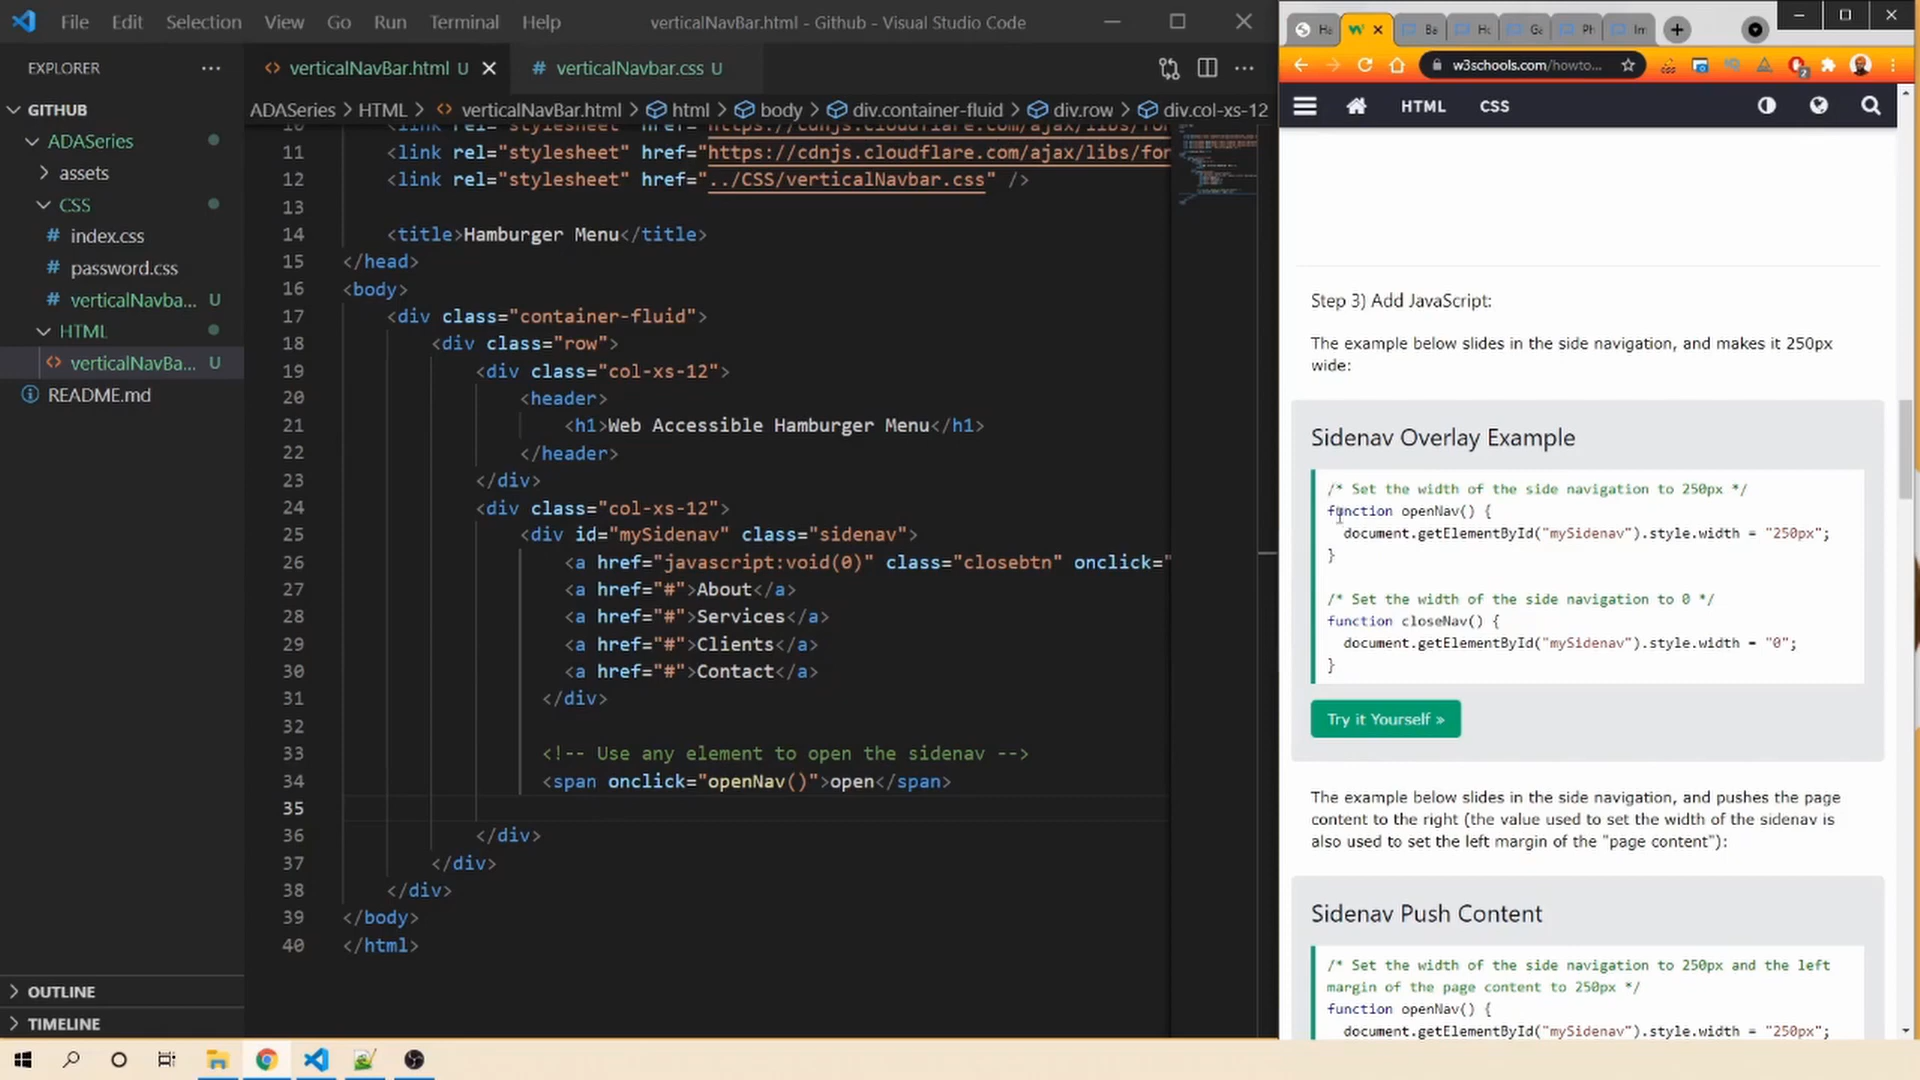 File Edit Selection View Go Run Terminal Help
verticalNavBar.html - Github - Visual Studio Code
EXPLORER
GITHUB
ADASeries
assets
CSS
index.css
password.css
verticalNavba... U
HTML
verticalNavBa... U
README.md
OUTLINE
TIMELINE
verticalNavBar.html U
verticalNavbar.css U
ADASeries > HTML > verticalNavBar.html > html > body > div.container-fluid > div.row > div.col-xs-12
11 <link rel="stylesheet" href="https://cdnjs.cloudflare.com/ajax/libs/fon
12 <link rel="stylesheet" href="../CSS/verticalNavbar.css" />
13
14 <title>Hamburger Menu</title>
15 </head>
16 <body>
17 <div class="container-fluid">
18 <div class="row">
19 <div class="col-xs-12">
20 <header>
21 <h1>Web Accessible Hamburger Menu</h1>
22 </header>
23 </div>
24 <div class="col-xs-12">
25 <div id="mySidenav" class="sidenav">
26 <a href="javascript:void(0)" class="closebtn" onclick="
27 <a href="#">About</a>
28 <a href="#">Services</a>
29 <a href="#">Clients</a>
30 <a href="#">Contact</a>
31 </div>
32
33 <!-- Use any element to open the sidenav -->
34 <span onclick="openNav()">open</span>
35
36 </div>
37 </div>
38 </div>
39 </body>
40 </html>
w3schools.com/howto...
HTML CSS
Step 3) Add JavaScript:
The example below slides in the side navigation, and makes it 250px
wide:
Sidenav Overlay Example
/* Set the width of the side navigation to 250px */
function openNav() {
document.getElementById("mySidenav").style.width = "250px";
}
/* Set the width of the side navigation to 0 */
function closeNav() {
document.getElementById("mySidenav").style.width = "0";
}
Try it Yourself »
The example below slides in the side navigation, and pushes the page
content to the right (the value used to set the width of the sidenav is
also used to set the left margin of the "page content"):
Sidenav Push Content
/* Set the width of the side navigation to 250px and the left
margin of the page content to 250px */
function openNav() {
document.getElementById("mySidenav").style.width = "250px";